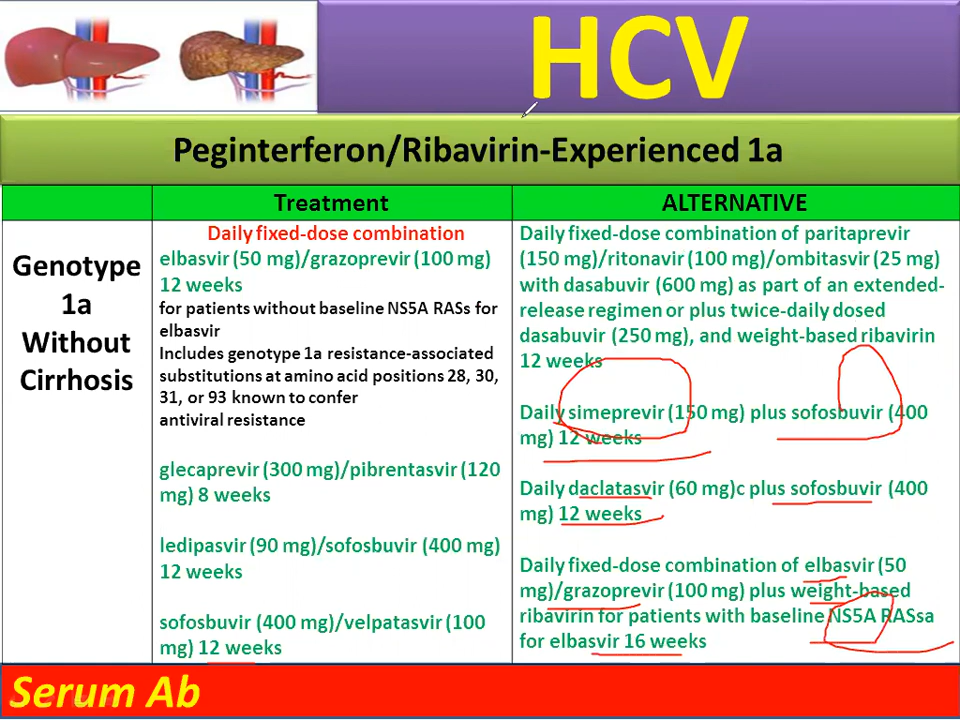 HCV
Peginterferon/Ribavirin-Experienced 1a
Treatment
ALTERNATIVE
Genotype
1a
Without
Cirrhosis
Daily fixed-dose combination
elbasvir (50 mg)/grazoprevir (100 mg)
12 weeks
for patients without baseline NS5A RASs for
elbasvir
Includes genotype 1a resistance-associated
substitutions at amino acid positions 28, 30,
31, or 93 known to confer
antiviral resistance
glecaprevir (300 mg)/pibrentasvir (120
mg) 8 weeks
ledipasvir (90 mg)/sofosbuvir (400 mg)
12 weeks
sofosbuvir (400 mg)/velpatasvir (100
mg) 12 weeks
Daily fixed-dose combination of paritaprevir
(150 mg)/ritonavir (100 mg)/ombitasvir (25 mg)
with dasabuvir (600 mg) as part of an extended-
release regimen or plus twice-daily dosed
dasabuvir (250 mg), and weight-based ribavirin
12 weeks
Daily simeprevir (150 mg) plus sofosbuvir (400
mg) 12 weeks
Daily daclatasvir (60 mg)c plus sofosbuvir (400
mg) 12 weeks
Daily fixed-dose combination of elbasvir (50
mg)/grazoprevir (100 mg) plus weight-based
ribavirin for patients with baseline NS5A RASsa
for elbasvir 16 weeks
Serum Ab